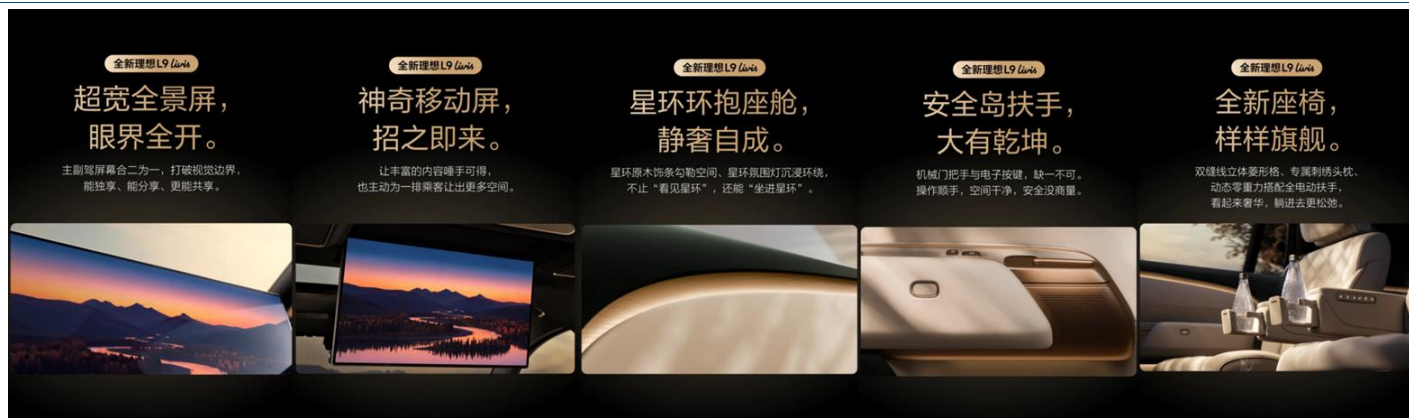 全新理想L9 Livis
超宽全景屏，
眼界全开。
主副驾屏幕合二为一，打破视觉边界，
能独享、能分享、更能共享。
全新理想L9 Livis
神奇移动屏，
招之即来。
让丰富的内容唾手可得，
也主动为一排乘客让出更多空间。
全新理想L9 Livis
星环环抱座舱，
静奢自成。
星环原木饰条勾勒空间、星环氛围灯沉浸环绕，
不止“看见星环”，还能“坐进星环”。
全新理想L9 Livis
安全岛扶手，
大有乾坤。
机械门把手与电子按键，缺一不可。
操作顺手，空间干净，安全没商量。
全新理想L9 Livis
全新座椅，
样样旗舰。
双缝线立体菱形格、专属刺绣头枕、
动态零重力搭配全电动扶手，
看起来奢华，躺进去更松弛。